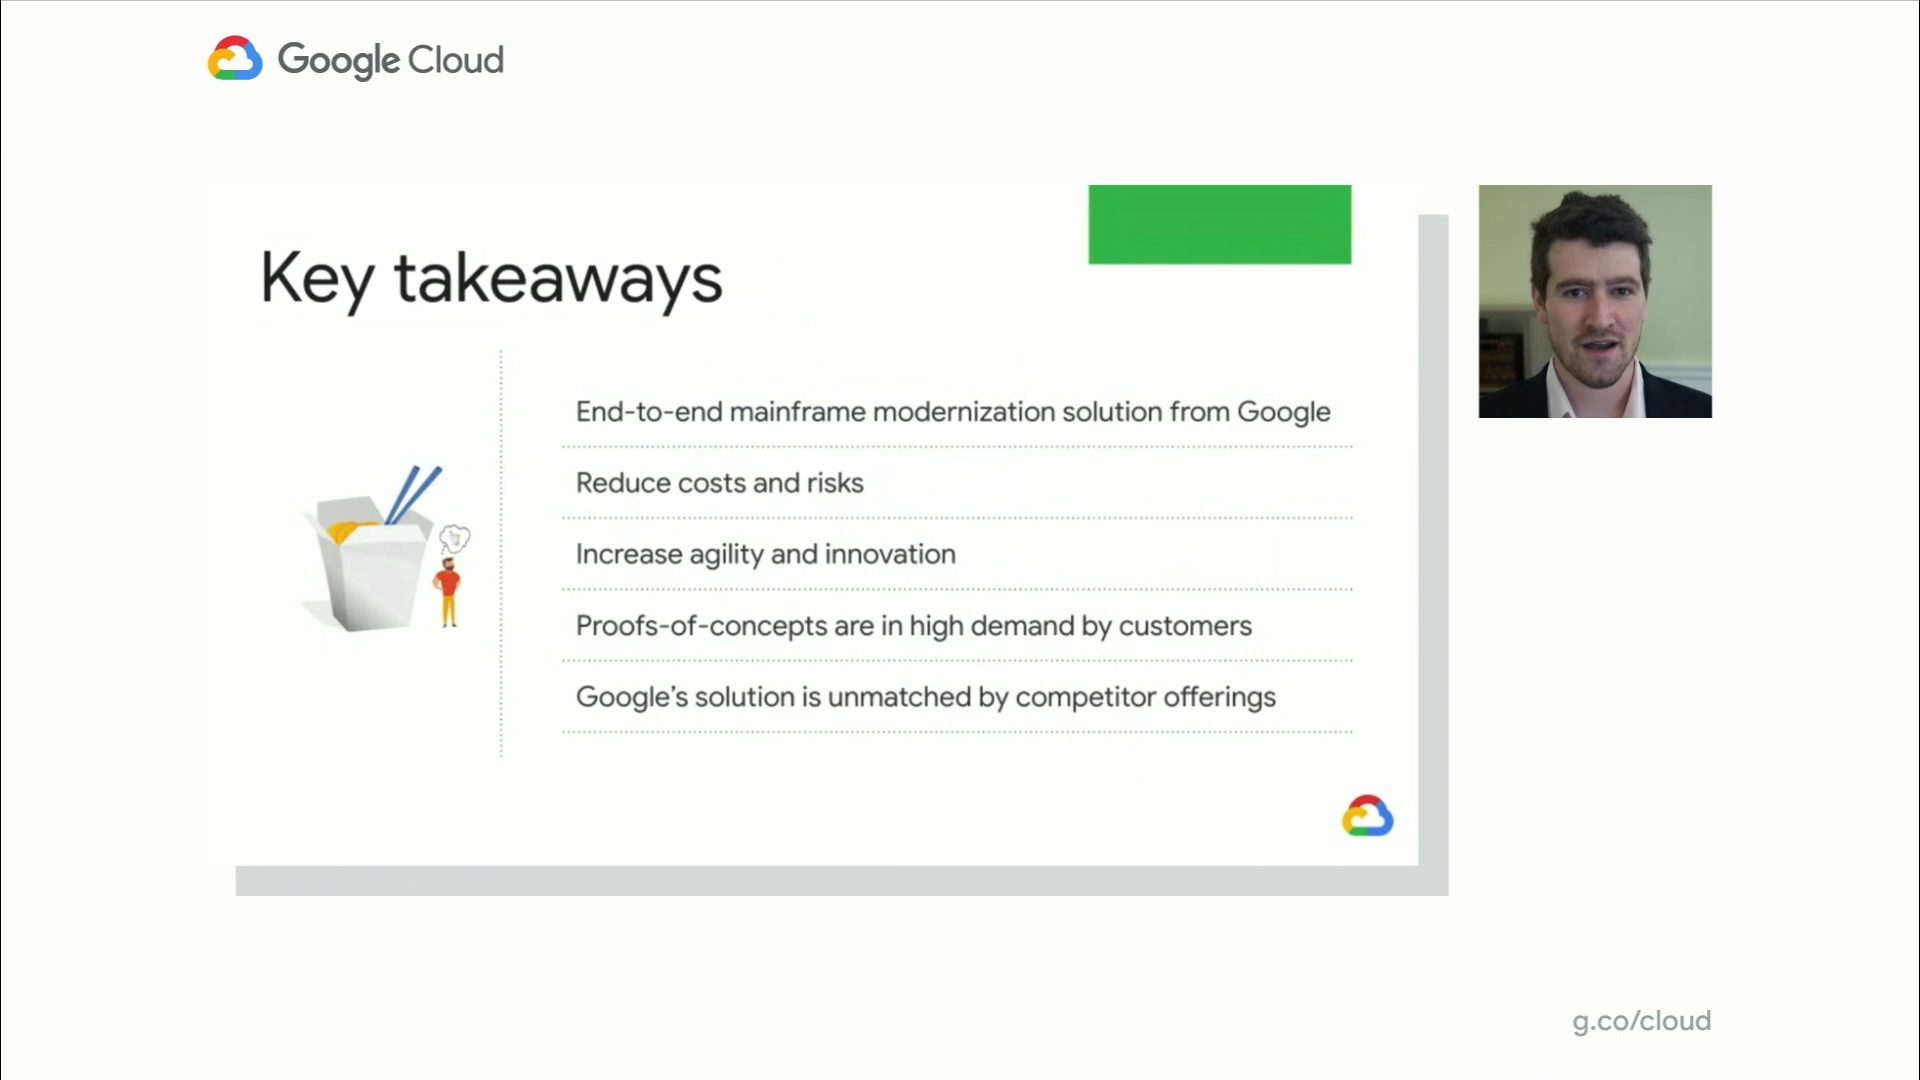 Google Cloud
Key takeaways
End-to-end mainframe modernization solution from Google
Reduce costs and risks
Increase agility and innovation
Proofs-of-concepts are in high demand by customers
Google's solution is unmatched by competitor offerings
g.co/cloud